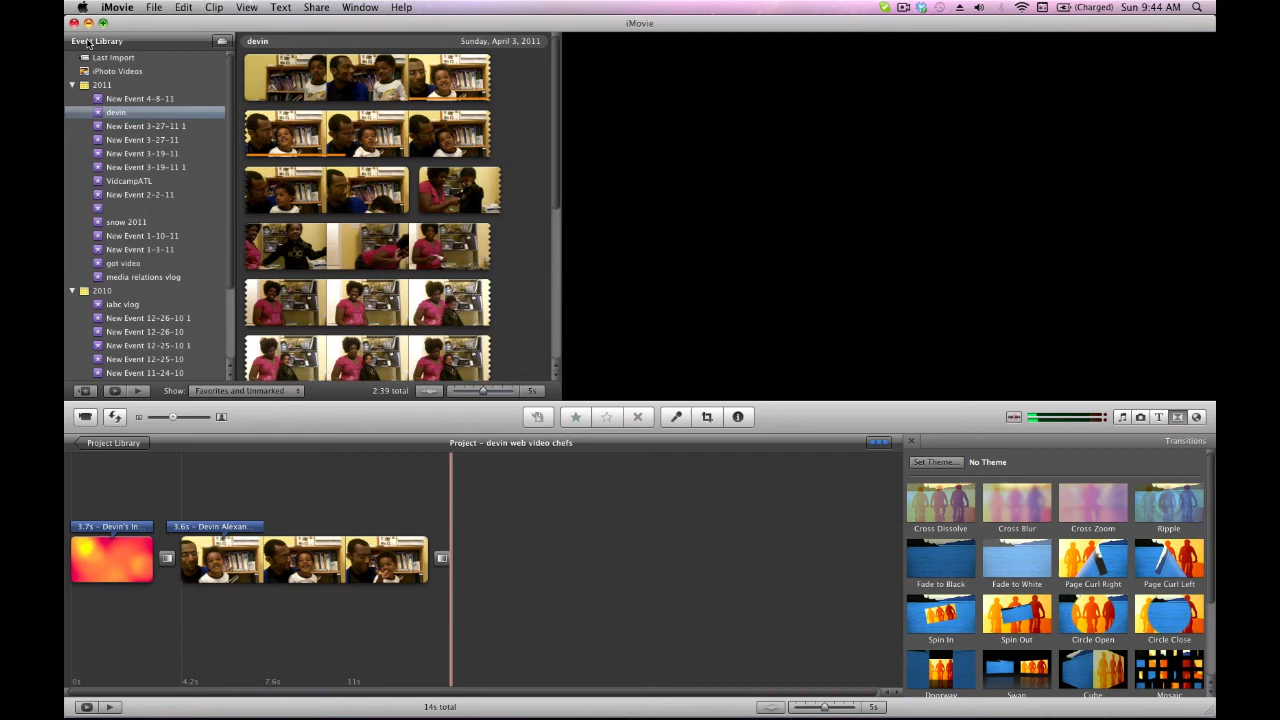 iMovie File Edit Clip View Text Share Window Help (Charged) Sun 9:44 AM
iMovie
Event Library
devin Sunday, April 3, 2011
Last Import
iPhoto Videos
2011
New Event 4-8-11
devin
New Event 3-27-11 1
New Event 3-27-11
New Event 3-19-11
New Event 3-19-11 1
VidcampATL
New Event 2-2-11
snow 2011
New Event 1-10-11
New Event 1-3-11
got video
media relations vlog
2010
iabc vlog
New Event 12-26-10 1
New Event 12-26-10
New Event 12-25-10 1
New Event 12-25-10
New Event 11-24-10
Show: Favorites and Unmarked 2:39 total 5s
Project Library Project - devin web video chefs Transitions
Set Theme... No Theme
Cross Dissolve Cross Blur Cross Zoom Ripple
3.7s - Devin's In... 3.6s - Devin Alexan...
Fade to Black Fade to White Page Curl Right Page Curl Left
Spin In Spin Out Circle Open Circle Close
0s 4.2s 7.6s 11s
Doorway Swap Cube Mosaic
14s total 5s